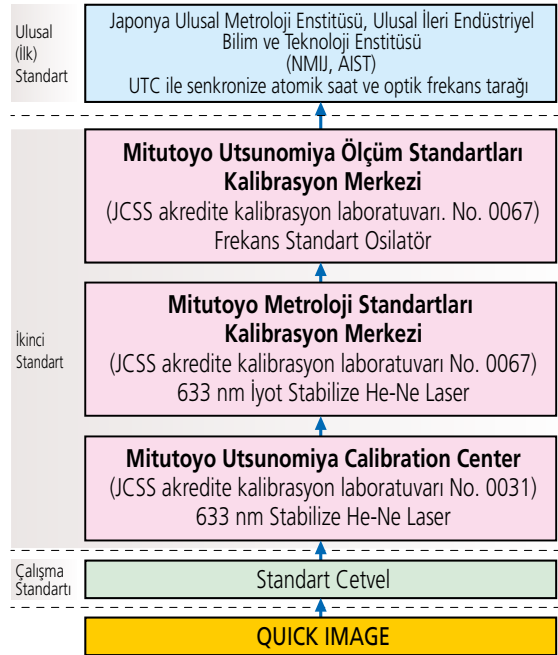 Ulusal
(İlk)
Standart
Japonya Ulusal Metroloji Enstitüsü, Ulusal İleri Endüstriyel
Bilim ve Teknoloji Enstitüsü
(NMIJ, AIST)
UTC ile senkronize atomik saat ve optik frekans tarağı
İkinci
Standart
Mitutoyo Utsunomiya Ölçüm Standartları
Kalibrasyon Merkezi
(JCSS akredite kalibrasyon laboratuvarı. No. 0067)
Frekans Standart Osilatör
Mitutoyo Metroloji Standartları
Kalibrasyon Merkezi
(JCSS akredite kalibrasyon laboratuvarı No. 0067)
633 nm İyot Stabilize He-Ne Laser
Mitutoyo Utsunomiya Calibration Center
(JCSS akredite kalibrasyon laboratuvarı No. 0031)
633 nm Stabilize He-Ne Laser
Çalışma
Standartı
Standart Cetvel
QUICK IMAGE